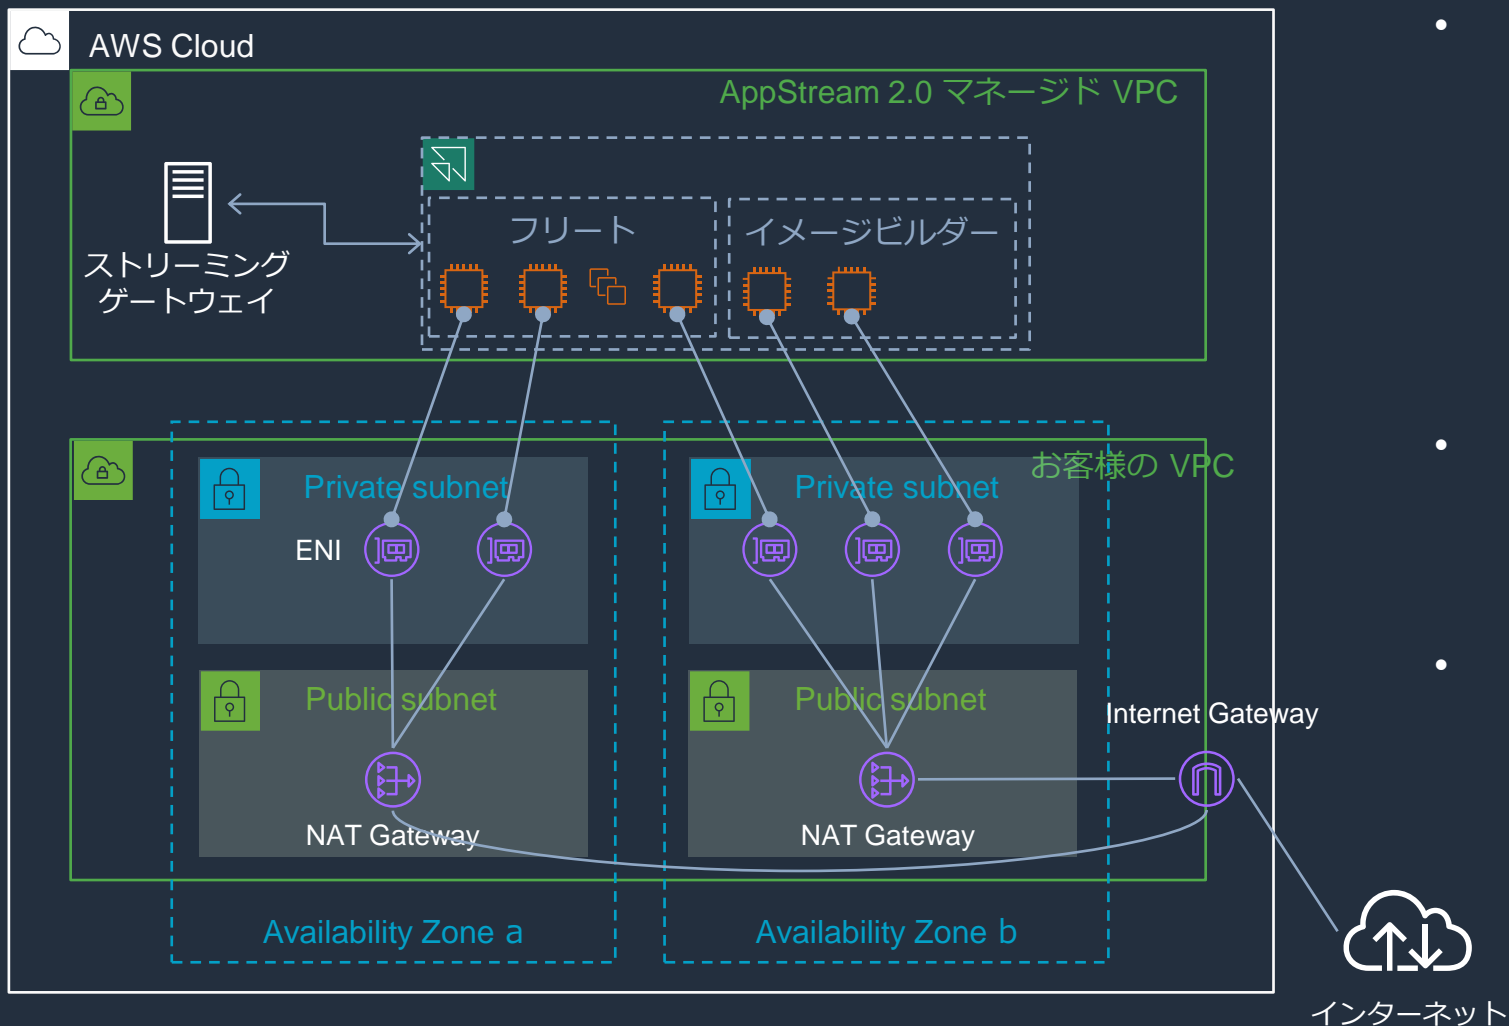 AWS Cloud
AppStream 2.0 マネージド VPC
フリート
イメージビルダー
ストリーミング
ゲートウェイ
お客様の VPC
Private subnet
Private subnet
ENI
Public subnet
Public subnet
Internet Gateway
NAT Gateway
NAT Gateway
Availability Zone a
Availability Zone b
インターネット